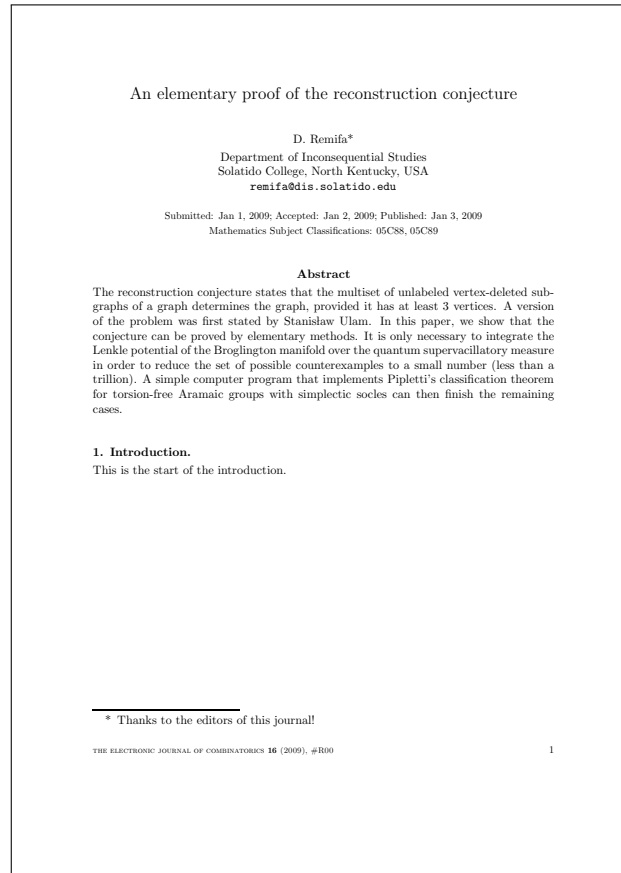 An elementary proof of the reconstruction conjecture
D. Remifa*
Department of Inconsequential Studies
Solatido College, North Kentucky, USA
remifa@dis.solatido.edu
Submitted: Jan 1, 2009; Accepted: Jan 2, 2009; Published: Jan 3, 2009
Mathematics Subject Classifications: 05C88, 05C89
Abstract
The reconstruction conjecture states that the multiset of unlabeled vertex-deleted sub-
graphs of a graph determines the graph, provided it has at least 3 vertices. A version
of the problem was first stated by Stanisław Ulam. In this paper, we show that the
conjecture can be proved by elementary methods. It is only necessary to integrate the
Lenkle potential of the Broglington manifold over the quantum supervacillatory measure
in order to reduce the set of possible counterexamples to a small number (less than a
trillion). A simple computer program that implements Pipletti's classification theorem
for torsion-free Aramaic groups with simplectic socles can then finish the remaining
cases.
1. Introduction.
This is the start of the introduction.
* Thanks to the editors of this journal!
THE ELECTRONIC JOURNAL OF COMBINATORICS 16 (2009), #R00 1